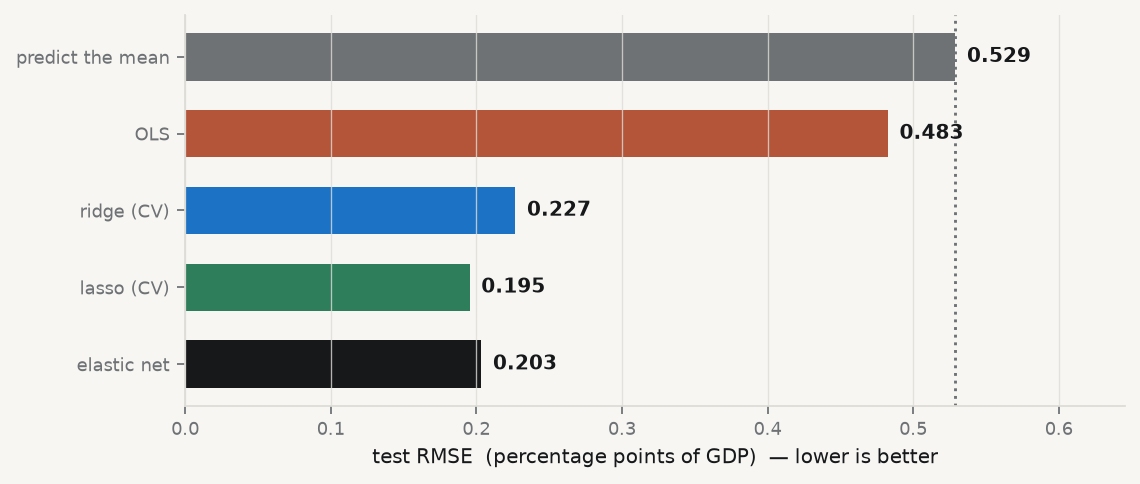 predict the mean 0.529
OLS 0.483
ridge (CV) 0.227
lasso (CV) 0.195
elastic net 0.203
0.0 0.1 0.2 0.3 0.4 0.5 0.6
test RMSE (percentage points of GDP) — lower is better